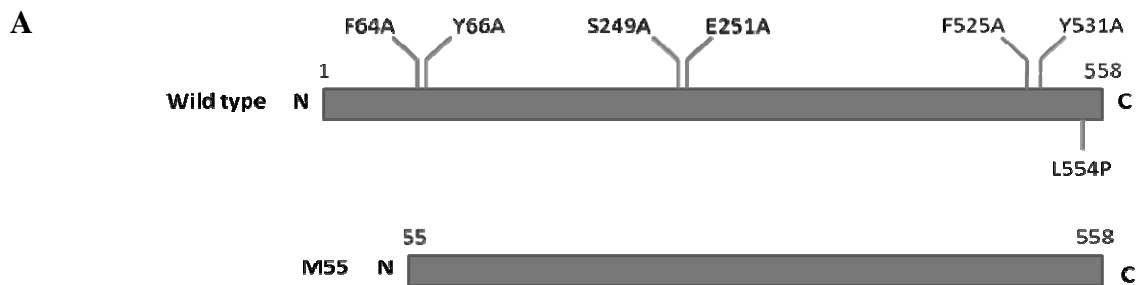 A
F64A Y66A S249A E251A F525A Y531A
1 558
Wild type N C
L554P
55 558
M55 N C